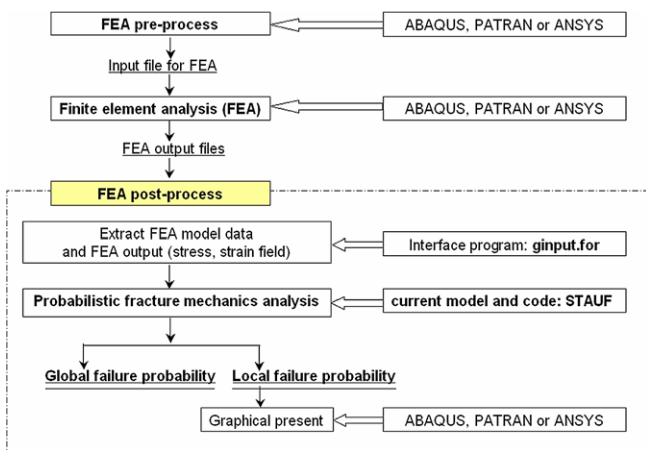 FEA pre-process
ABAQUS, PATRAN or ANSYS
Input file for FEA
Finite element analysis (FEA)
ABAQUS, PATRAN or ANSYS
FEA output files
FEA post-process
Extract FEA model data
and FEA output (stress, strain field)
Interface program: ginput.for
Probabilistic fracture mechanics analysis
current model and code: STAUF
Global failure probability
Local failure probability
Graphical present
ABAQUS, PATRAN or ANSYS